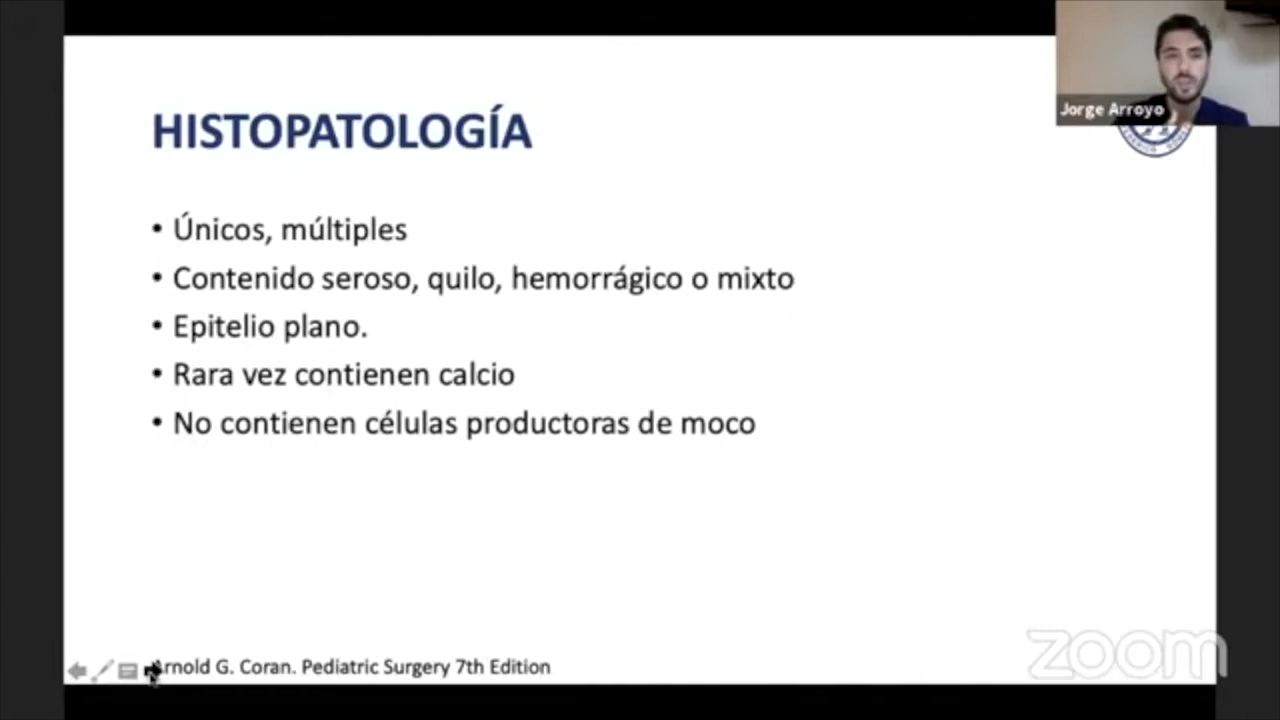 Jorge Arroyo
HISTOPATOLOGÍA
• Únicos, múltiples
• Contenido seroso, quilo, hemorrágico o mixto
• Epitelio plano.
• Rara vez contienen calcio
• No contienen células productoras de moco
Arnold G. Coran. Pediatric Surgery 7th Edition
zoom